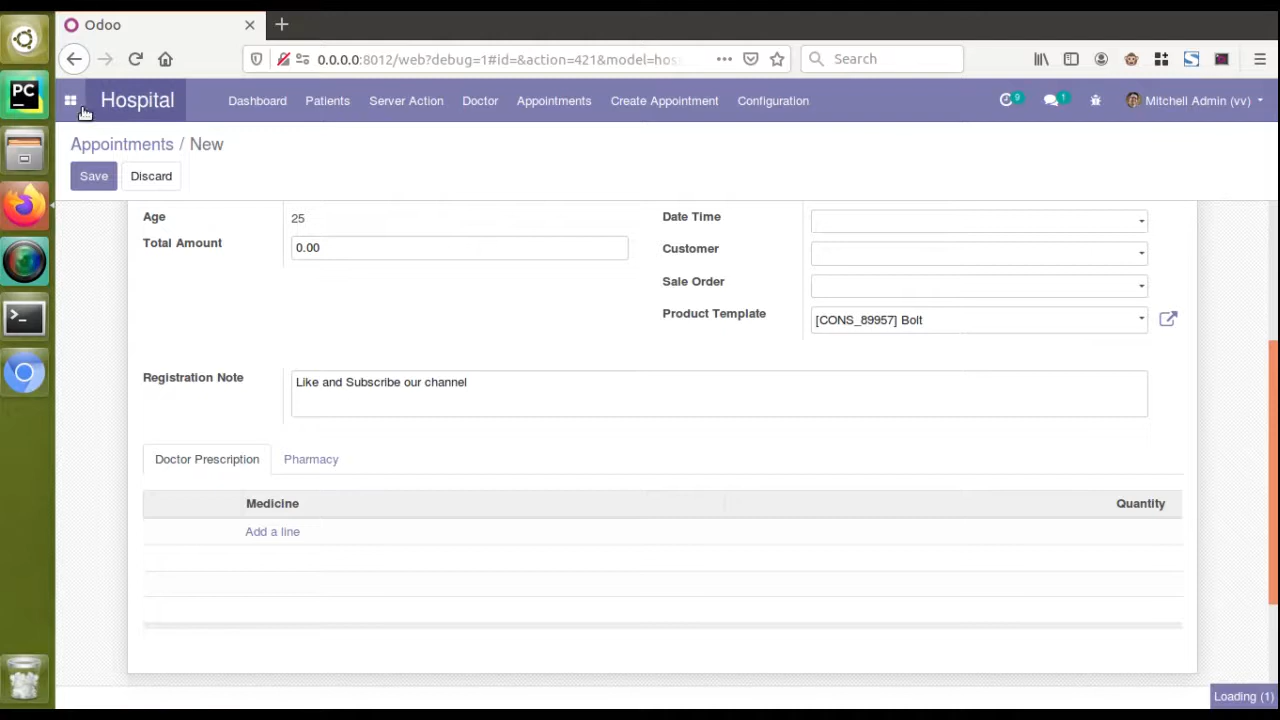 Odoo
0.0.0.0:8012/web?debug=1#id=&action=421&model=hos
Search
PC
Hospital
Dashboard Patients Server Action Doctor Appointments Create Appointment Configuration
9 1 Mitchell Admin (vv)
Appointments / New
Save Discard
Age 25
Date Time
Total Amount 0.00
Customer
Sale Order
Product Template [CONS_89957] Bolt
Registration Note Like and Subscribe our channel
Doctor Prescription Pharmacy
Medicine Quantity
Add a line
Loading (1)